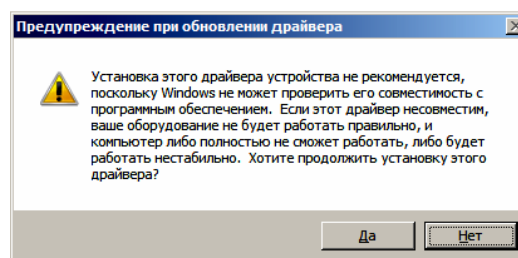 Предупреждение при обновлении драйвера
Установка этого драйвера устройства не рекомендуется,
поскольку Windows не может проверить его совместимость с
программным обеспечением. Если этот драйвер несовместим,
ваше оборудование не будет работать правильно, и
компьютер либо полностью не сможет работать, либо будет
работать нестабильно. Хотите продолжить установку этого
драйвера?
Да
Нет